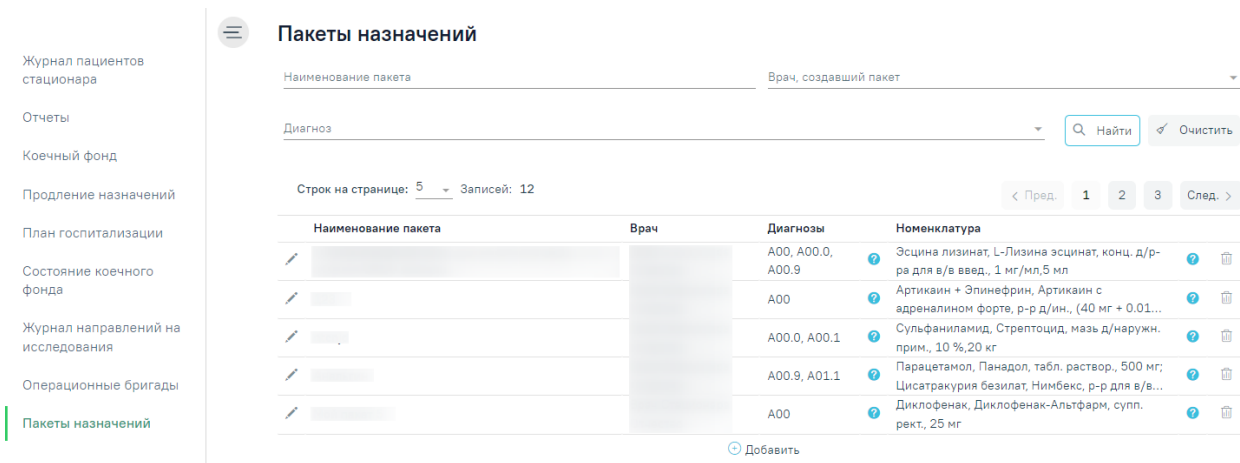 Пакеты назначений
Журнал пациентов
стационара
Отчеты
Коечный фонд
Продление назначений
План госпитализации
Состояние коечного
фонда
Журнал направлений на
исследования
Операционные бригады
Пакеты назначений
Наименование пакета
Врач, создавший пакет
Диагноз
Найти
Очистить
Строк на странице: 5 Записей: 12
< Пред. 1 2 3 След. >
Наименование пакета Врач Диагнозы Номенклатура
A00, A00.0, Эсцина лизинат, L-Лизина эсцинат, конц. д/р-
A00.9 ра для в/в введ., 1 мг/мл,5 мл
A00 Артикаин + Эпинефрин, Артикаин с
адреналином форте, р-р д/ин., (40 мг + 0.01...
A00.0, A00.1 Сульфаниламид, Стрептоцид, мазь д/наружн.
прим., 10 %,20 кг
A00.9, A01.1 Парацетамол, Панадол, табл. раствор., 500 мг;
Цисатракурия безилат, Нимбекс, р-р для в/в...
A00 Диклофенак, Диклофенак-Альтфарм, супп.
рект., 25 мг
Добавить